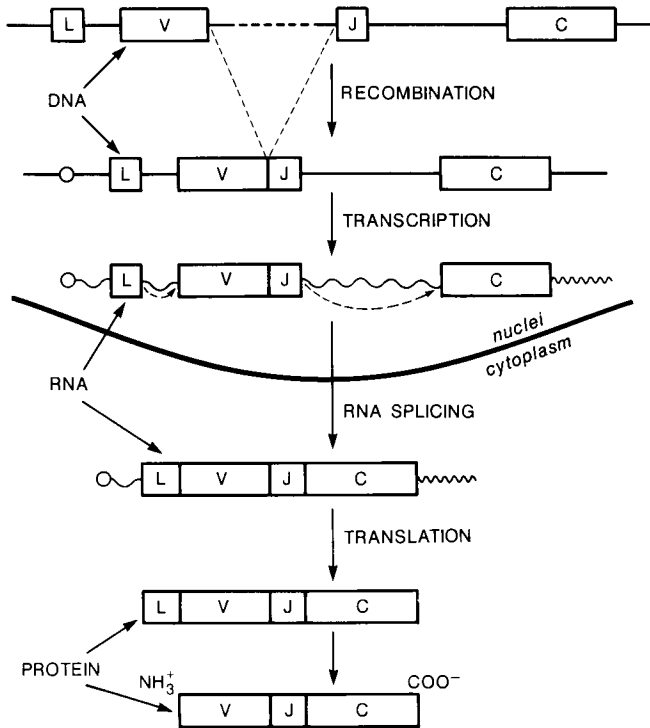 L V J C
DNA
RECOMBINATION
L V J C
TRANSCRIPTION
L V J C
nuclei
cytoplasm
RNA
RNA SPLICING
L V J C
TRANSLATION
L V J C
PROTEIN
NH₃⁺ COO⁻
V J C